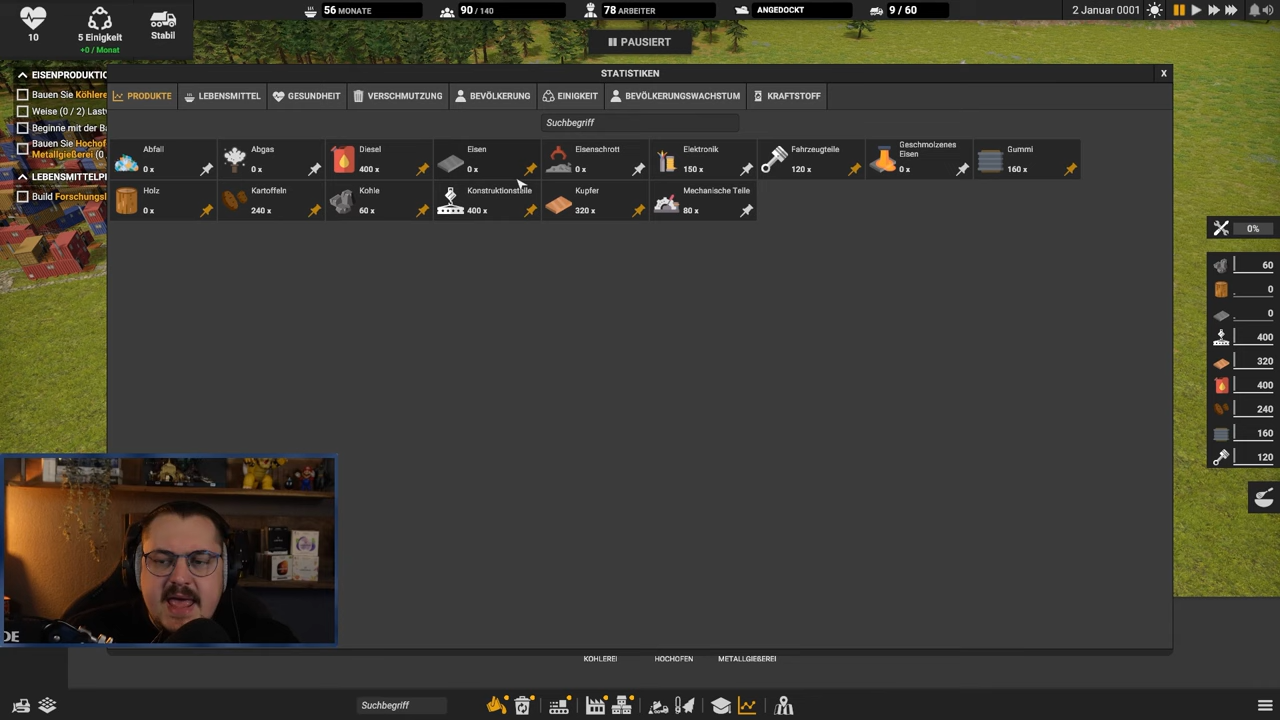 10
5 Einigkeit
+0 / Monat
Stabil
56 MONATE
90 / 140
78 ARBEITER
ANGEDOCKT
9 / 60
2 Januar 0001
PAUSIERT
EISENPRODUKTIO
Bauen Sie Köhlere
Weise (0 / 2) Last
Beginne mit der Ba
Bauen Sie Hochof
Metallgießerei (0
LEBENSMITTELP
Build Forschungsl
STATISTIKEN
X
PRODUKTE
LEBENSMITTEL
GESUNDHEIT
VERSCHMUTZUNG
BEVÖLKERUNG
EINIGKEIT
BEVÖLKERUNGSWACHSTUM
KRAFTSTOFF
Suchbegriff
Abfall
0 x
Abgas
0 x
Diesel
400 x
Eisen
0 x
Eisenschrott
0 x
Elektronik
150 x
Fahrzeugteile
120 x
Geschmolzenes
Eisen
0 x
Gummi
160 x
Holz
0 x
Kartoffeln
240 x
Kohle
60 x
Konstruktionsteile
400 x
Kupfer
320 x
Mechanische Teile
80 x
0%
60
0
0
400
320
400
240
160
120
DE
KÖHLEREI
HOCHOFEN
METALLGIEßEREI
Suchbegriff